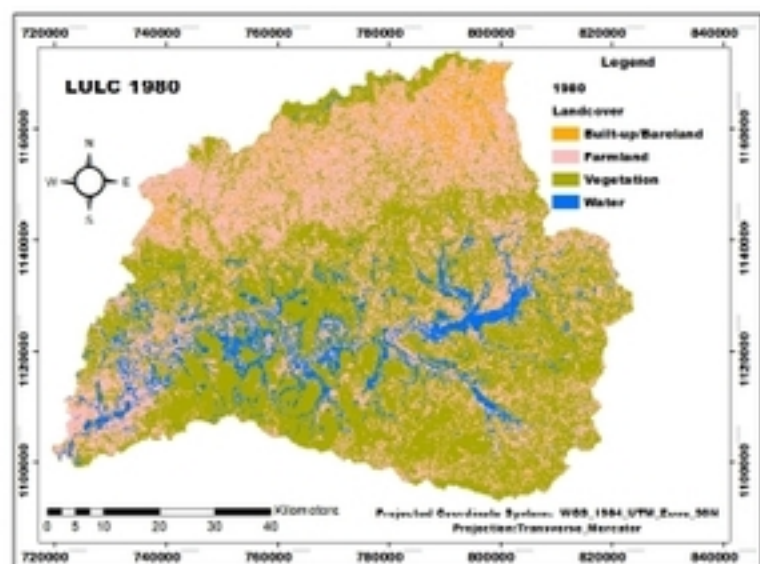 720000 740000 760000 780000 800000 820000 840000
LULC 1980
Legend
1980
Landcover
Built-up/Bareland
Farmland
Vegetation
Water
N
W E
S
1160000 1160000
1140000 1140000
1120000 1120000
1100000 1100000
Kilometers
0 5 10 20 30 40
Projected Coordinate System:
Projection:Transverse_Mercator
720000 740000 760000 780000 800000 820000 840000